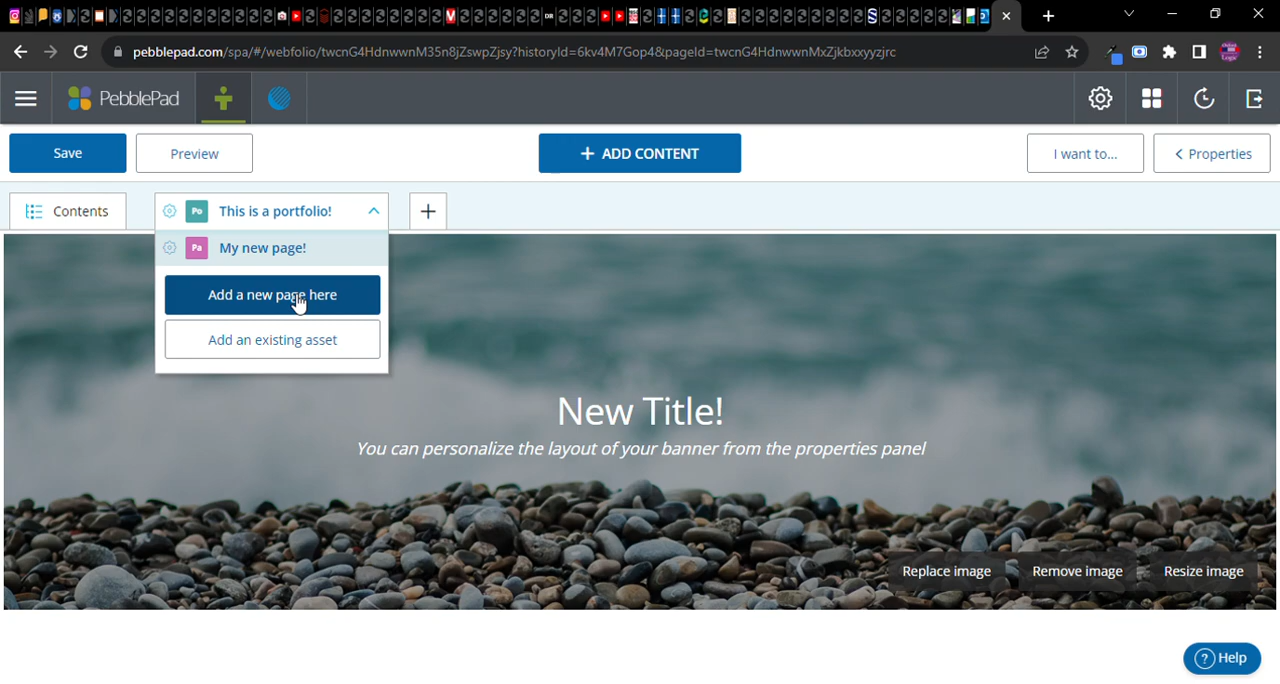 pebblepad.com/spa/#/webfolio/twcnG4HdnwwnM35n8jZswpZjsy?historyId=6kv4M7Gop4&pageId=twcnG4HdnwwnMxZjkbxxyyzjrc
PebblePad
Save
Preview
+ ADD CONTENT
I want to...
< Properties
Contents
Po
This is a portfolio!
+
Pa
My new page!
Add a new page here
Add an existing asset
New Title!
You can personalize the layout of your banner from the properties panel
Replace image
Remove image
Resize image
? Help